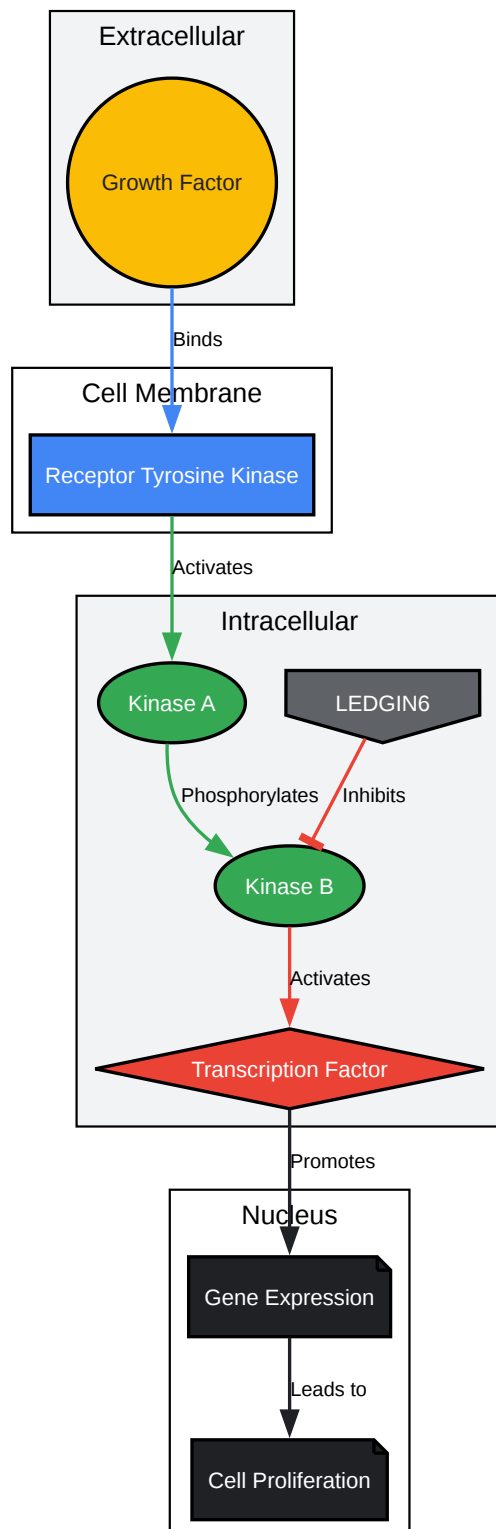 Extracellular
Growth Factor
Binds
Cell Membrane
Receptor Tyrosine Kinase
Activates
Intracellular
Kinase A
LEDGIN6
Phosphorylates
Inhibits
Kinase B
Activates
Transcription Factor
Promotes
Nucleus
Gene Expression
Leads to
Cell Proliferation